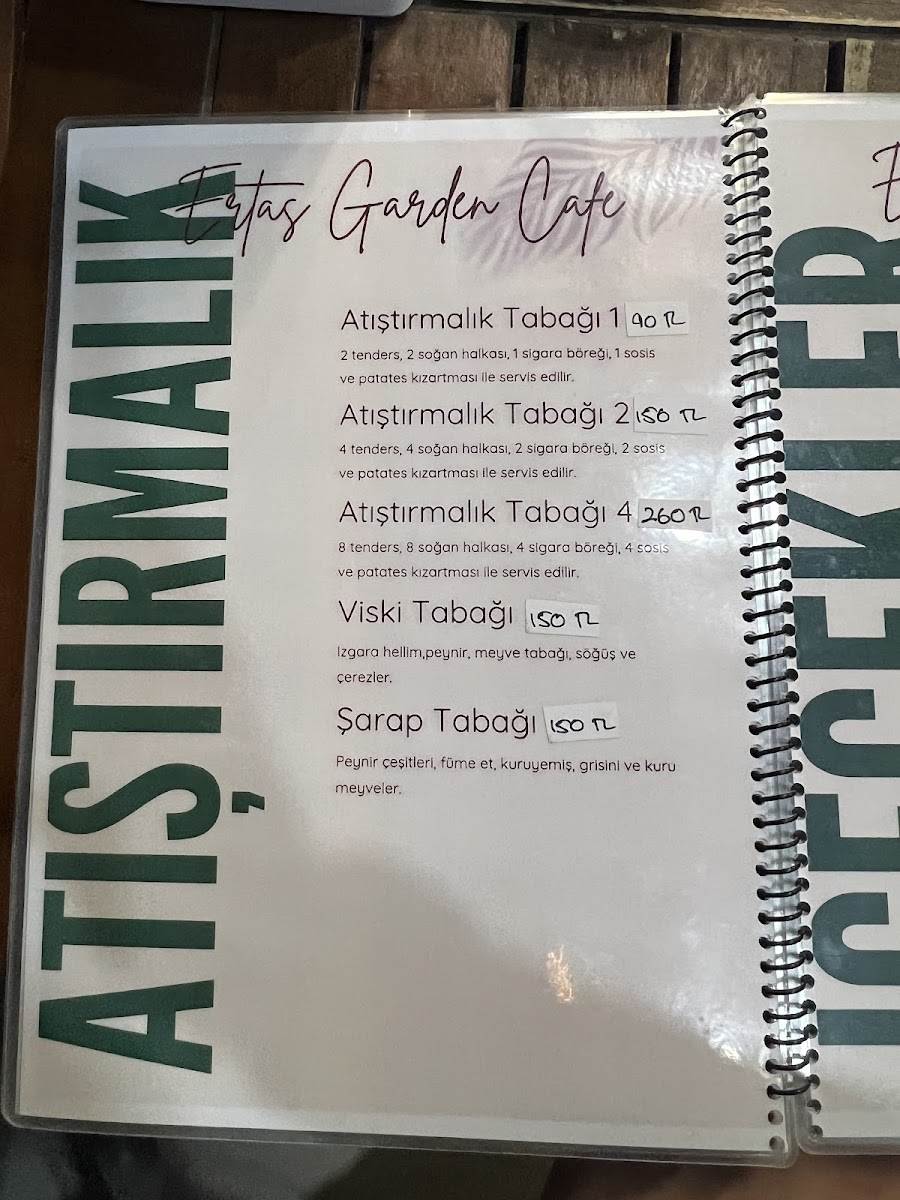 Ertaş Garden Cafe
ATIŞTIRMALIK
Atıştırmalık Tabağı 1 90 TL
2 tenders, 2 soğan halkası, 1 sigara böreği, 1 sosis
ve patates kızartması ile servis edilir.
Atıştırmalık Tabağı 2 150 TL
4 tenders, 4 soğan halkası, 2 sigara böreği, 2 sosis
ve patates kızartması ile servis edilir.
Atıştırmalık Tabağı 4 260 TL
8 tenders, 8 soğan halkası, 4 sigara böreği, 4 sosis
ve patates kızartması ile servis edilir.
Viski Tabağı 150 TL
Izgara hellim,peynir, meyve tabağı, söğüş ve
çerezler.
Şarap Tabağı 150 TL
Peynir çeşitleri, füme et, kuruyemiş, grisini ve kuru
meyveler.